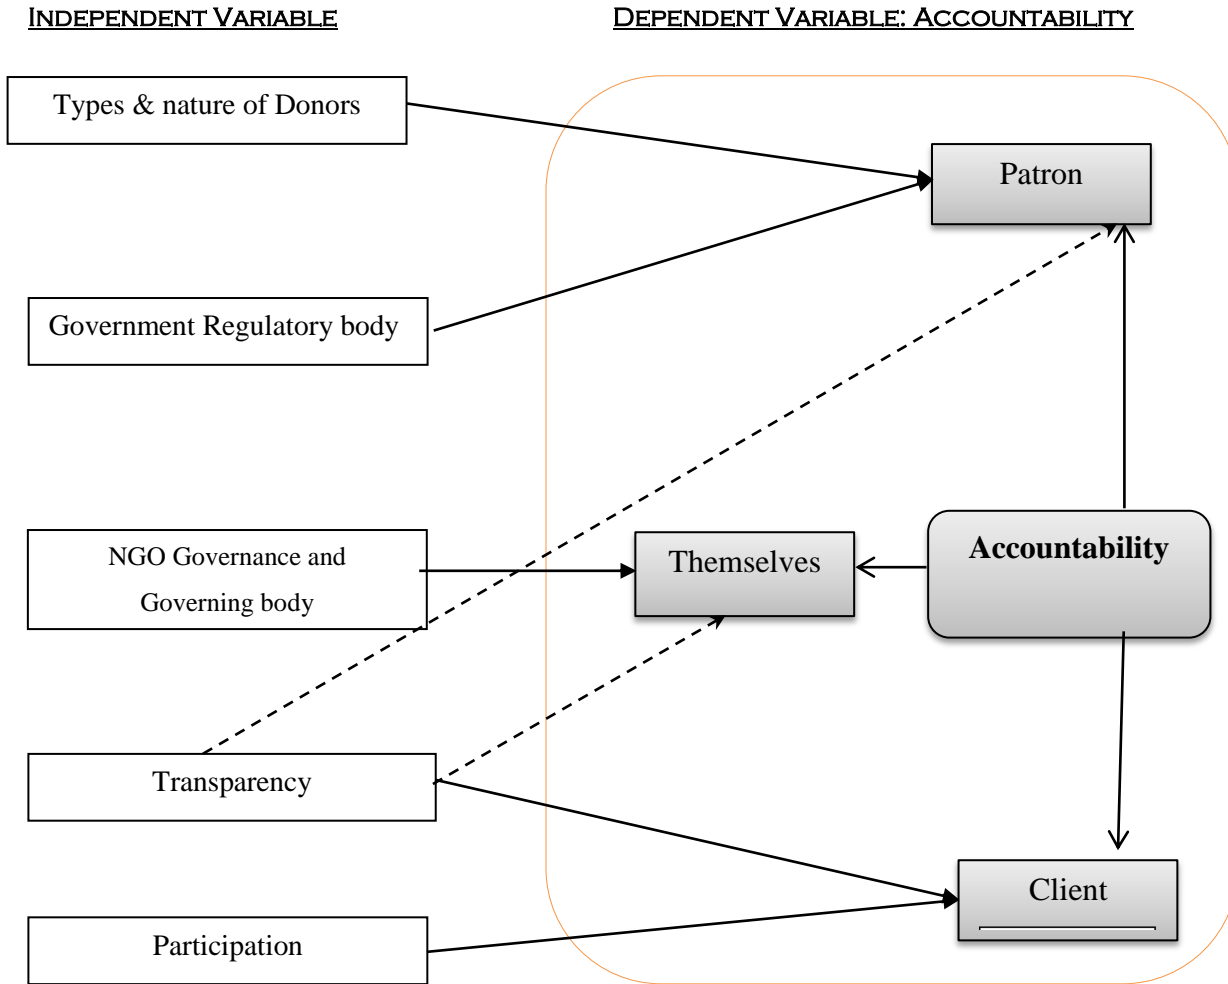 INDEPENDENT VARIABLE
DEPENDENT VARIABLE: ACCOUNTABILITY
Types & nature of Donors
Patron
Government Regulatory body
NGO Governance and
Governing body
Themselves
Accountability
Transparency
Client
Participation